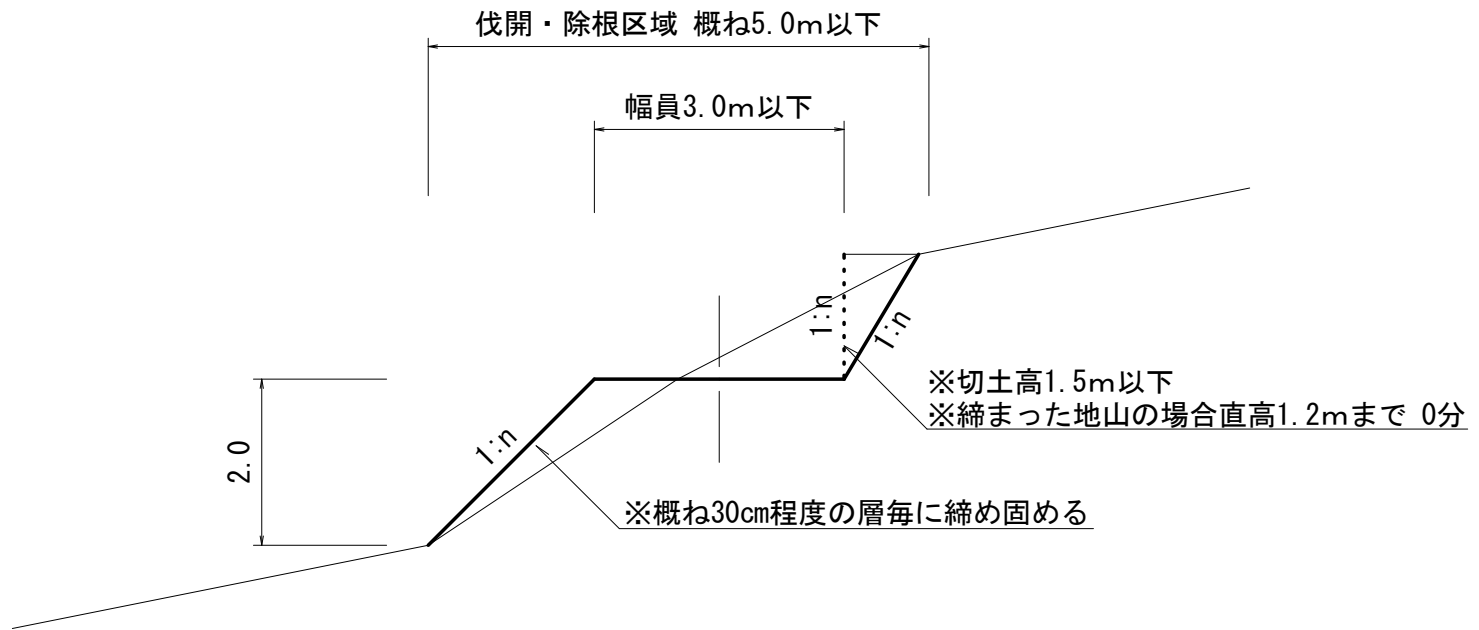 伐開・除根区域 概ね5.0m以下
幅員3.0m以下
1:n
1:n
※切土高1.5m以下
※締まった地山の場合直高1.2mまで 0分
2.0
1:n
※概ね30cm程度の層毎に締め固める